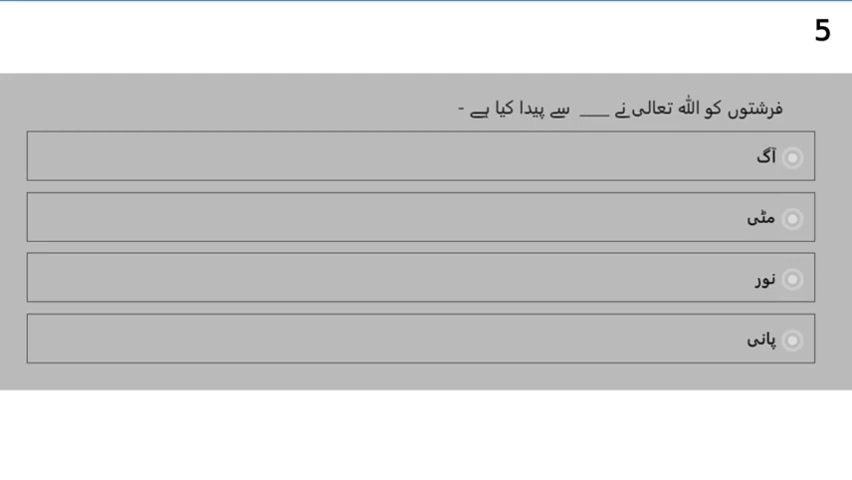 5
فرشتوں کو اللہ تعالی نے ___ سے پیدا کیا ہے -
آگ
مٹی
نور
پانی